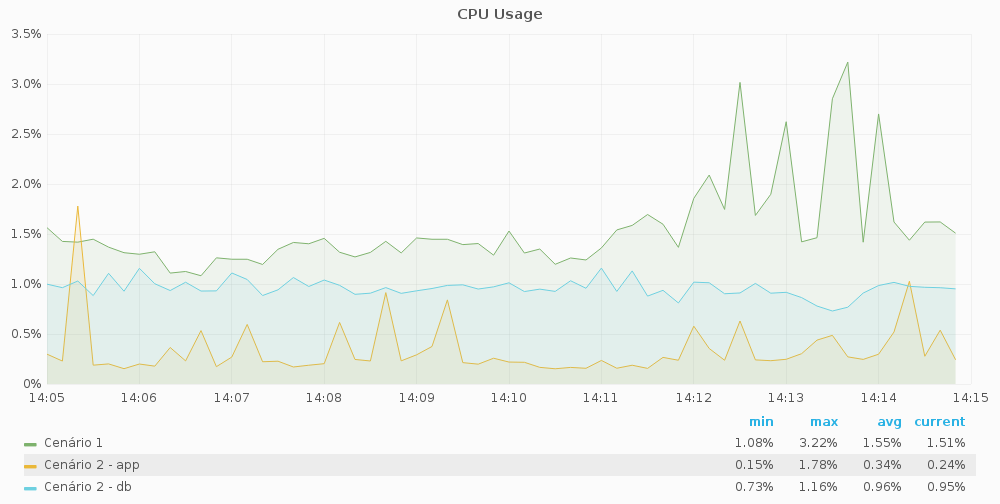 CPU Usage
3.5%
3.0%
2.5%
2.0%
1.5%
1.0%
0.5%
0%
14:05 14:06 14:07 14:08 14:09 14:10 14:11 14:12 14:13 14:14 14:15
min max avg current
Cenário 1 1.08% 3.22% 1.55% 1.51%
Cenário 2 - app 0.15% 1.78% 0.34% 0.24%
Cenário 2 - db 0.73% 1.16% 0.96% 0.95%